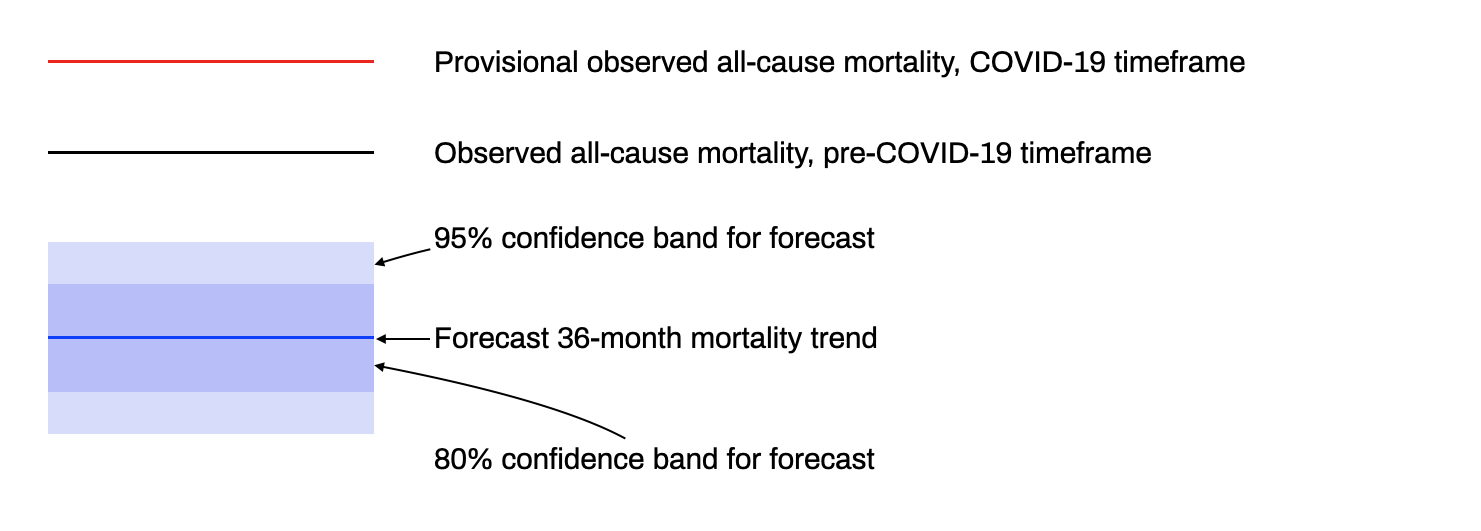 Provisional observed all-cause mortality, COVID-19 timeframe
Observed all-cause mortality, pre-COVID-19 timeframe
95% confidence band for forecast
Forecast 36-month mortality trend
80% confidence band for forecast